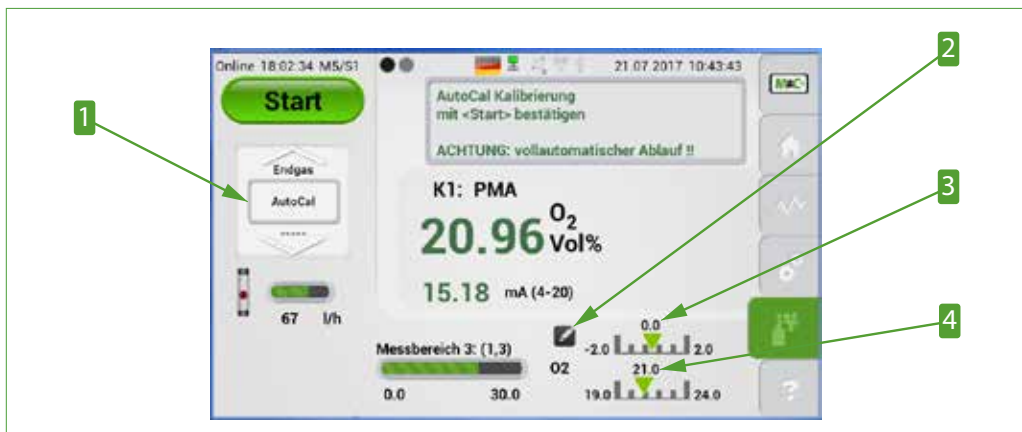 2
Online 18:02:34 M5/S1
21.07.2017 10:43:43
Start
AutoCal Kalibrierung
mit <Start> bestätigen
ACHTUNG: vollautomatischer Ablauf !!
1
Endgas
AutoCal
-----
K1: PMA
20.96 O2 Vol%
3
15.18 mA (4-20)
67 l/h
4
0.0
-2.0 2.0
Messbereich 3: (1,3)
O2
21.0
0.0 30.0
19.0 24.0
?